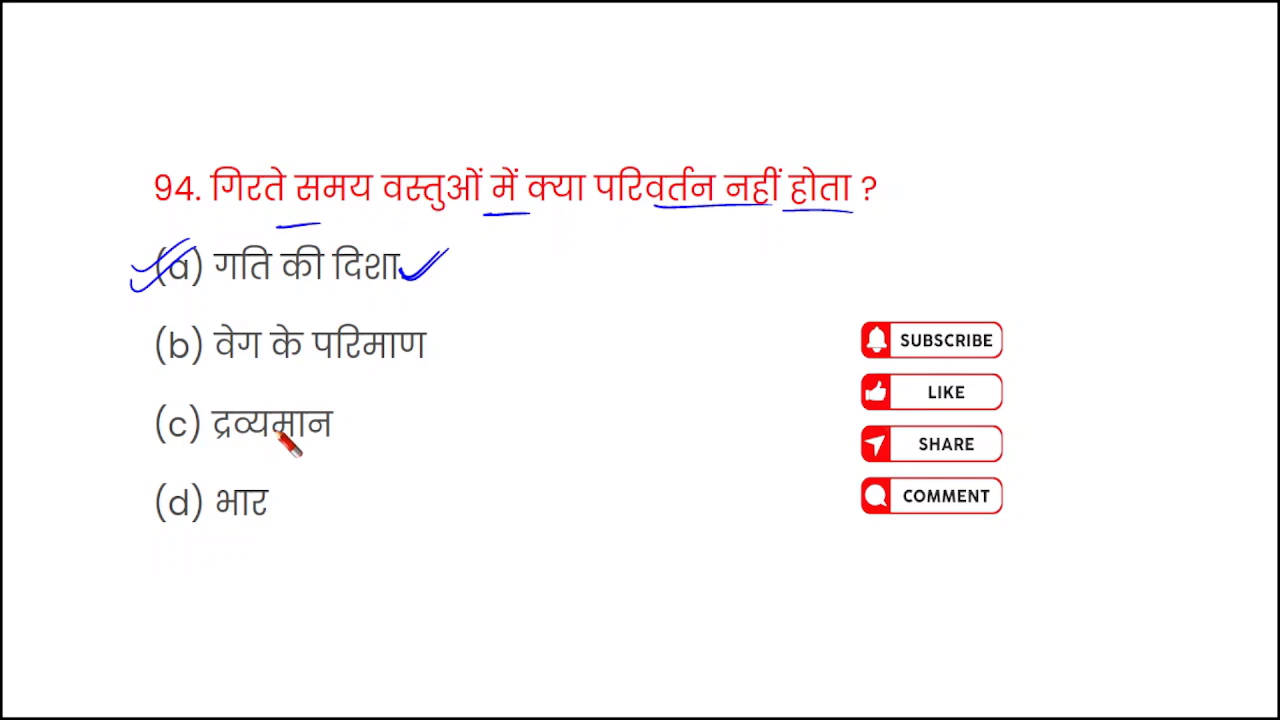 94. गिरते समय वस्तुओं में क्या परिवर्तन नहीं होता ?
(a) गति की दिशा
(b) वेग के परिमाण
(c) द्रव्यमान
(d) भार
SUBSCRIBE
LIKE
SHARE
COMMENT